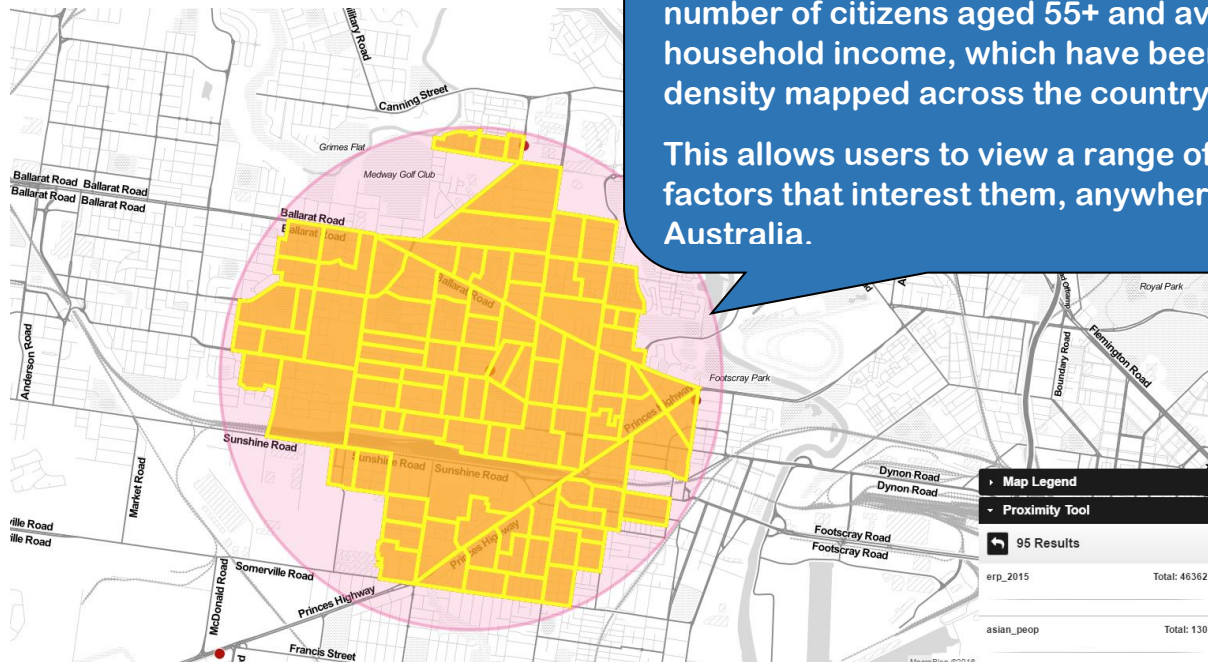 number of citizens aged 55+ and
household income, which have been
density mapped across the country
This allows users to view a range of
factors that interest them,
Australia.
Military Road
Canning Street
Grimes Flat
Medway Golf Club
Ballarat Road Ballarat Road
Ballarat Road Ballarat Road
Ballarat Road
Ballarat Road
Ballarat Road
Royal Park
Flemington Road
Boundary Road
Anderson Road
Footscray Park
Princes Highway
Sunshine Road
Sunshine Road Sunshine Road
Market Road
Dynon Road
Dynon Road
Map Legend
Proximity Tool
95 Results
erp_2015 Total: 46362
asian_peop Total: 130
ville Road
ville Road
Footscray Road
Footscray Road
Princes Highway
Somerville Road
McDonald Road
Princes Highway
Francis Street